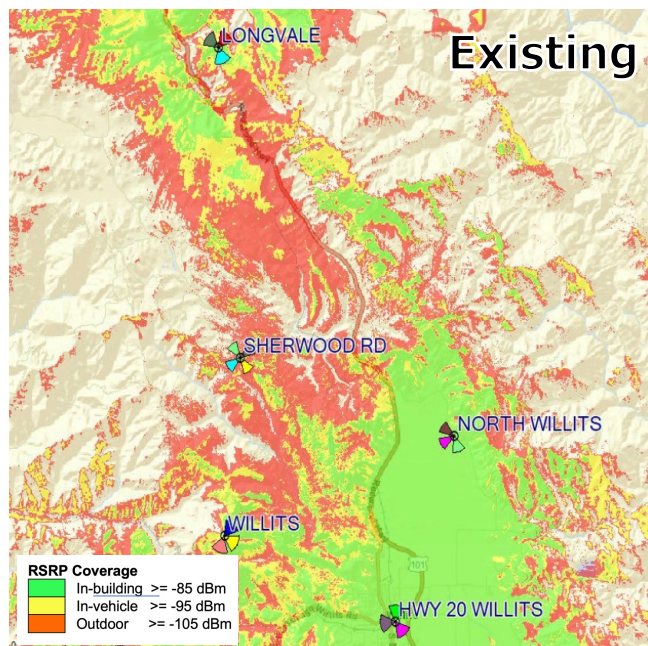 LONGVALE
Existing
SHERWOOD RD
NORTH WILLITS
WILLITS
101
HWY 20 WILLITS
RSRP Coverage
In-building >= -85 dBm
In-vehicle >= -95 dBm
Outdoor >= -105 dBm